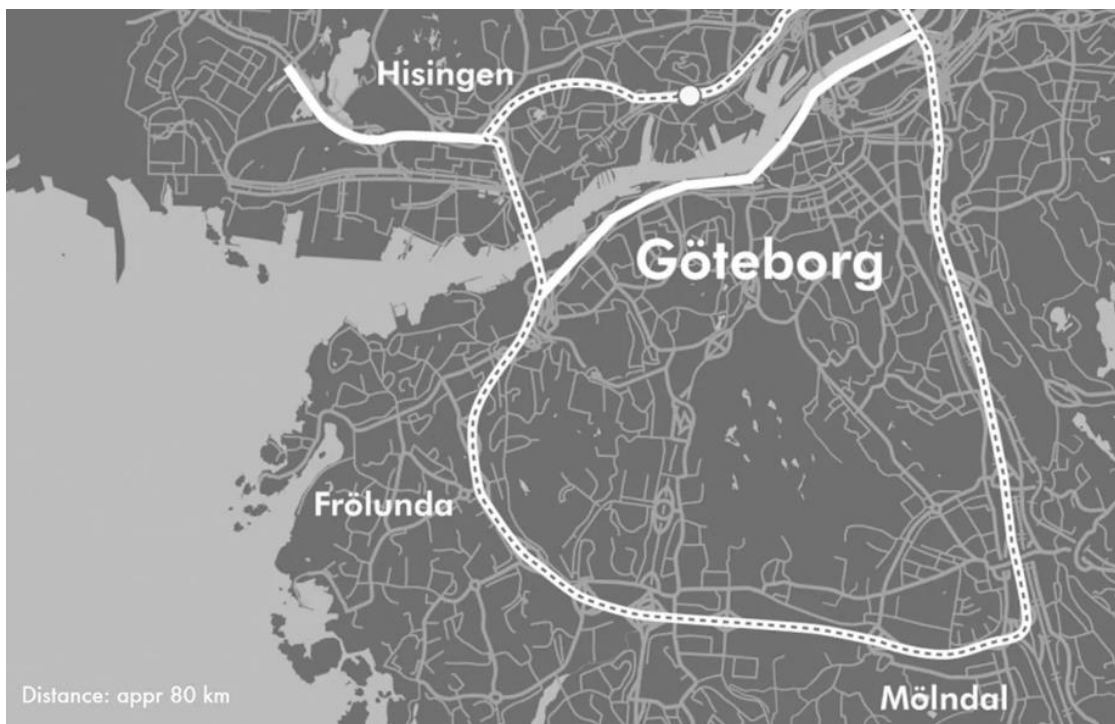 Hisingen
Göteborg
Frölunda
Distance: appr 80 km
Mölndal